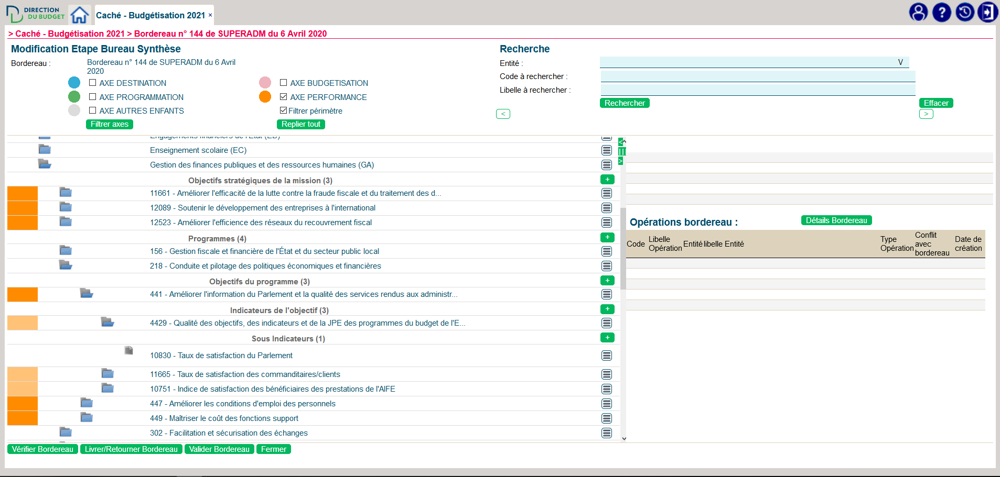 DIRECTION
DU BUDGET
Caché - Budgétisation 2021 ×
?
> Caché - Budgétisation 2021 > Bordereau n° 144 de SUPERADM du 6 Avril 2020
Modification Etape Bureau Synthèse
Bordereau :
Bordereau n° 144 de SUPERADM du 6 Avril
2020
AXE DESTINATION
AXE BUDGETISATION
AXE PROGRAMMATION
AXE PERFORMANCE
AXE AUTRES ENFANTS
Filtrer périmètre
Filtrer axes
Replier tout
Recherche
Entité :
V
Code à rechercher :
Libelle à rechercher :
Rechercher
Effacer
<
>
Engagements financiers de l'État (ED)
Enseignement scolaire (EC)
Gestion des finances publiques et des ressources humaines (GA)
Objectifs stratégiques de la mission (3)
+
11661 - Améliorer l'efficacité de la lutte contre la fraude fiscale et du traitement des d...
12089 - Soutenir le développement des entreprises à l'international
12523 - Améliorer l'efficience des réseaux du recouvrement fiscal
Programmes (4)
+
156 - Gestion fiscale et financière de l'État et du secteur public local
218 - Conduite et pilotage des politiques économiques et financières
Objectifs du programme (3)
+
441 - Améliorer l'information du Parlement et la qualité des services rendus aux administr...
Indicateurs de l'objectif (3)
+
4429 - Qualité des objectifs, des indicateurs et de la JPE des programmes du budget de l'E...
Sous Indicateurs (1)
+
10830 - Taux de satisfaction du Parlement
11665 - Taux de satisfaction des commanditaires/clients
10751 - Indice de satisfaction des bénéficiaires des prestations de l'AIFE
447 - Améliorer les conditions d'emploi des personnels
449 - Maîtriser le coût des fonctions support
302 - Facilitation et sécurisation des échanges
<
||
>
Opérations bordereau :
Détails Bordereau
Code
Libelle
Opération
Entité
libelle Entité
Type
Opération
Conflit
avec
bordereau
Date de
création
Vérifier Bordereau
Livrer/Retourner Bordereau
Valider Bordereau
Fermer